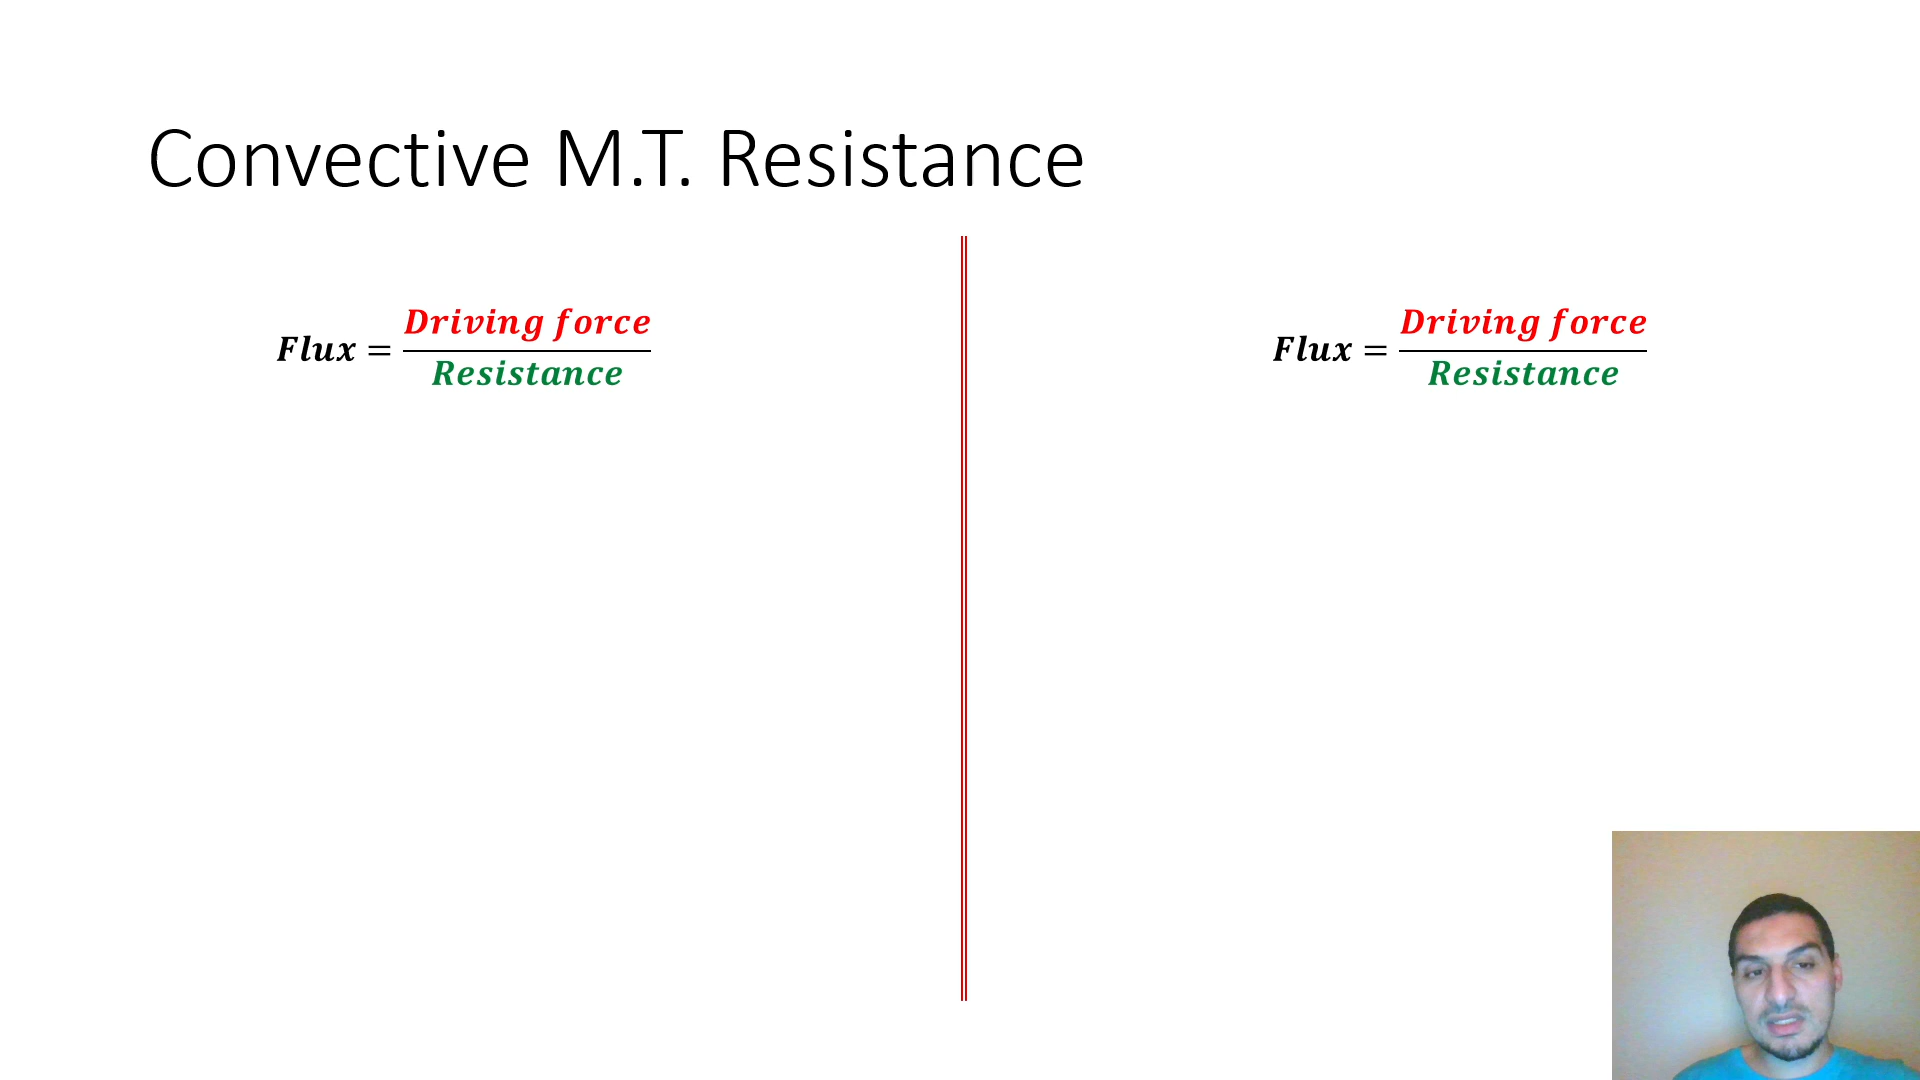 Convective M.T. Resistance
Flux = Driving force / Resistance
Flux = Driving force / Resistance